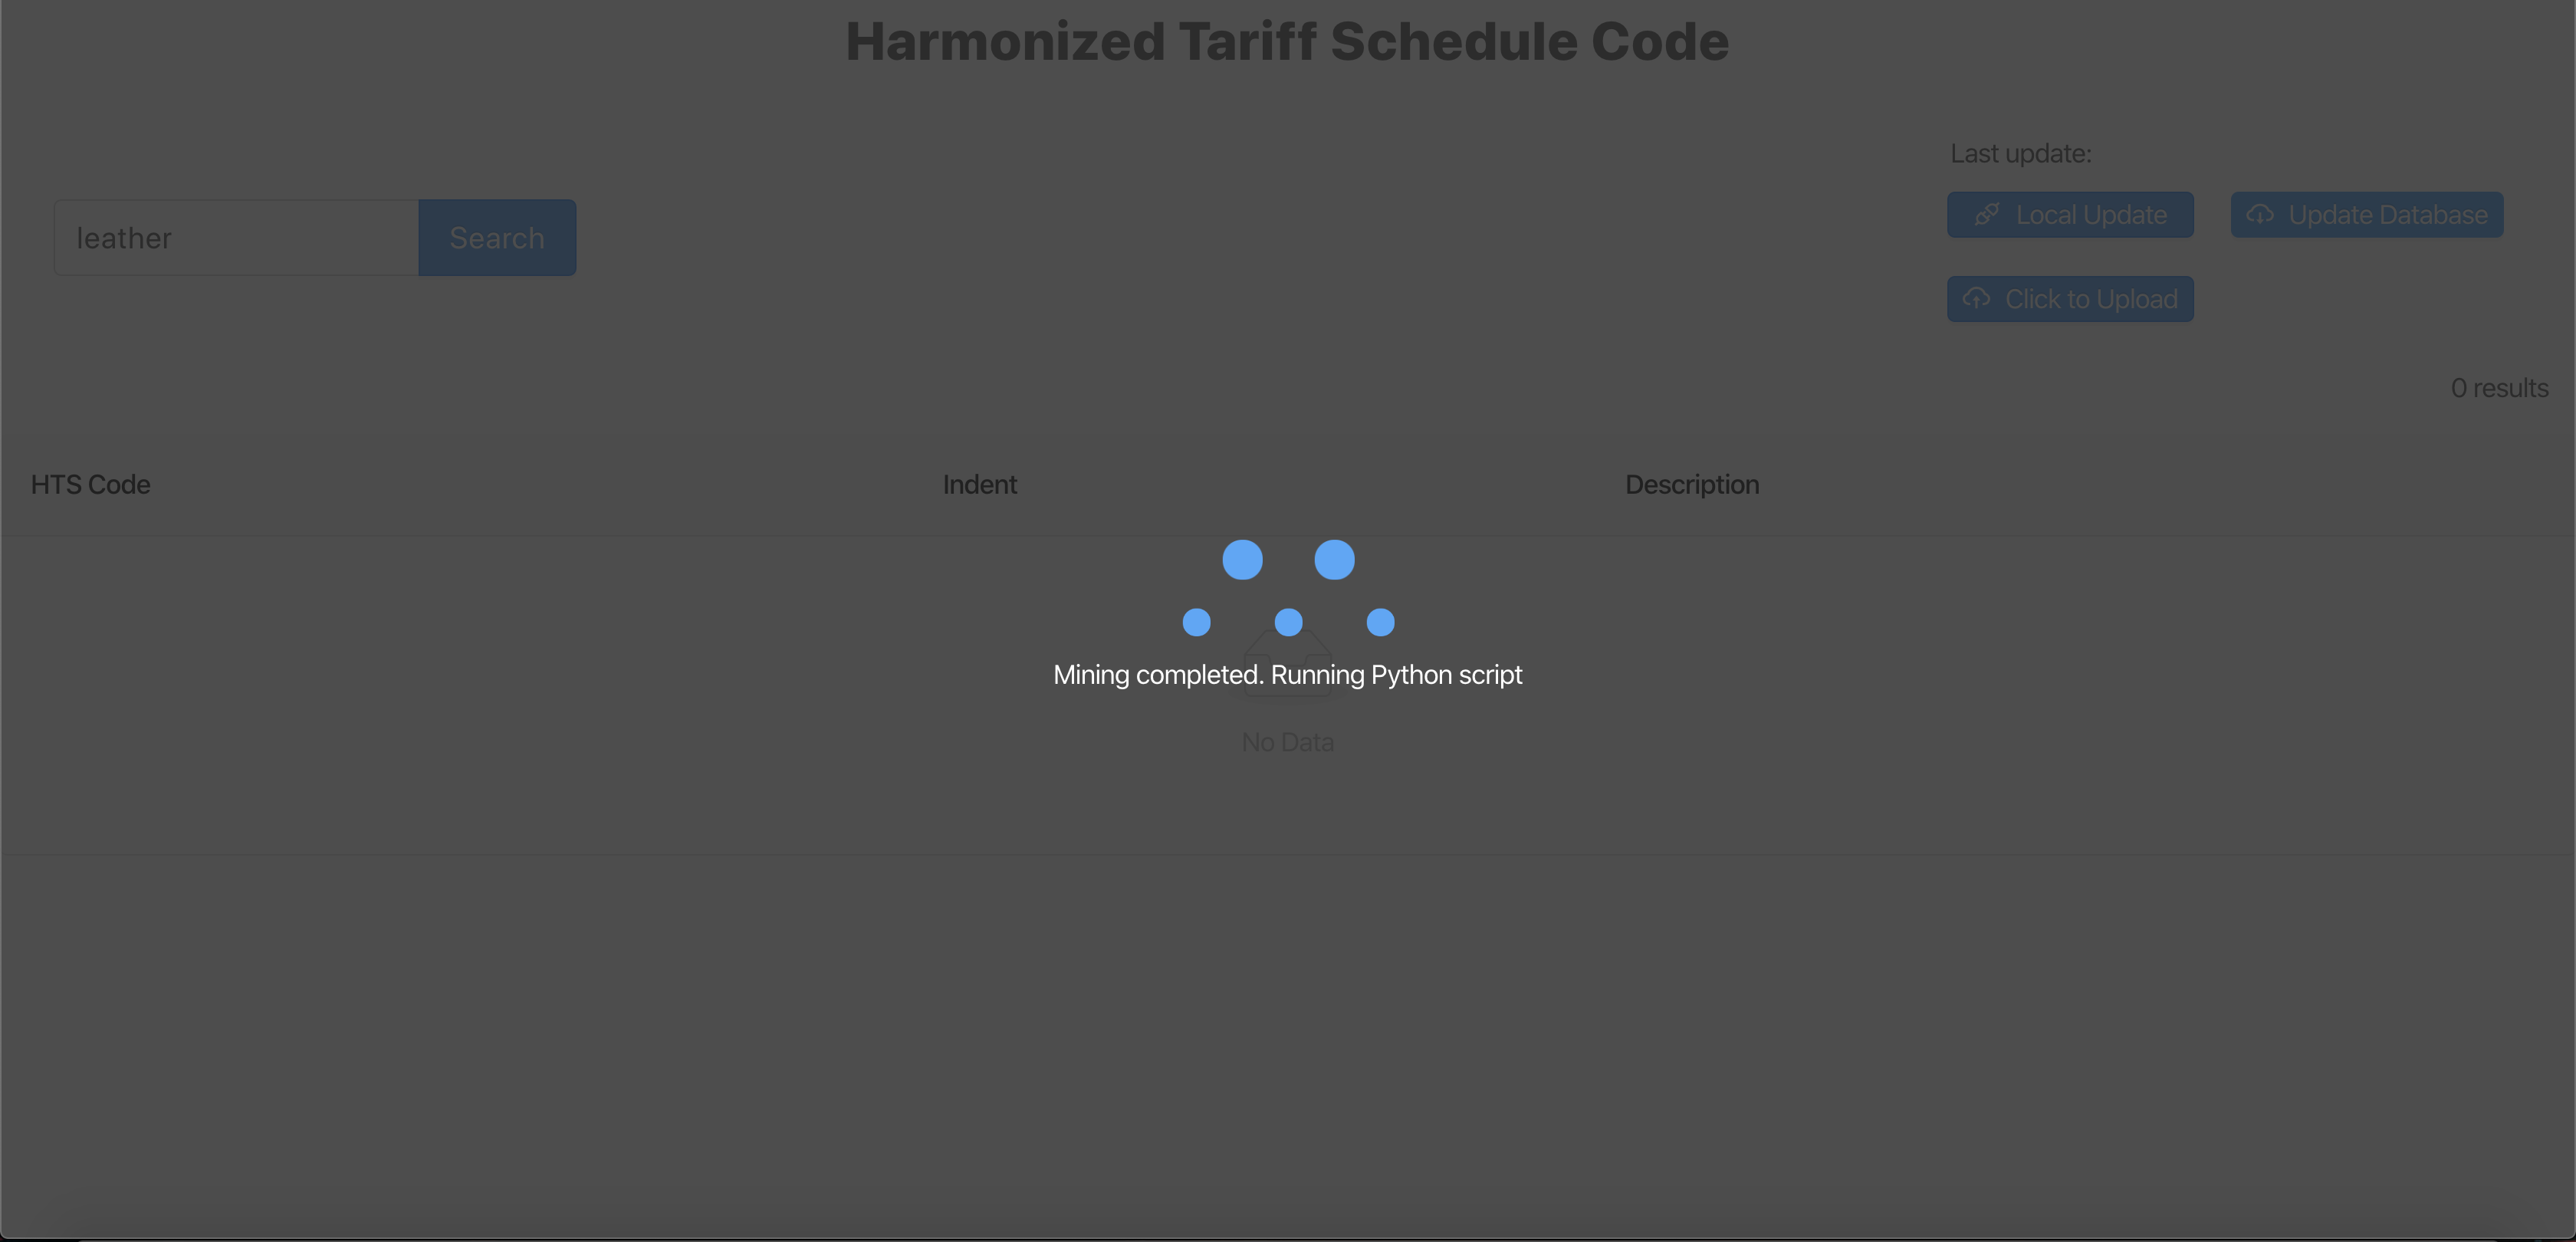 Harmonized Tariff Schedule Code
Last update:
leather
Search
Local Update
Update Database
Click to Upload
0 results
HTS Code
Indent
Description
Mining completed. Running Python script
No Data